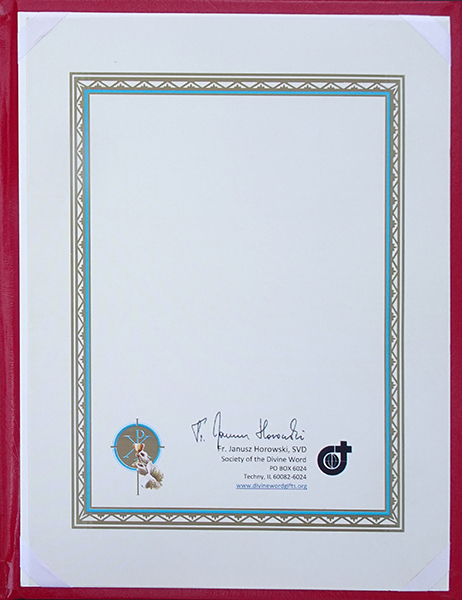 Fr. Janusz Horowski
Fr. Janusz Horowski, SVD
Society of the Divine Word
PO BOX 6024
Techny, IL 60082-6024
www.divinewordgifts.org